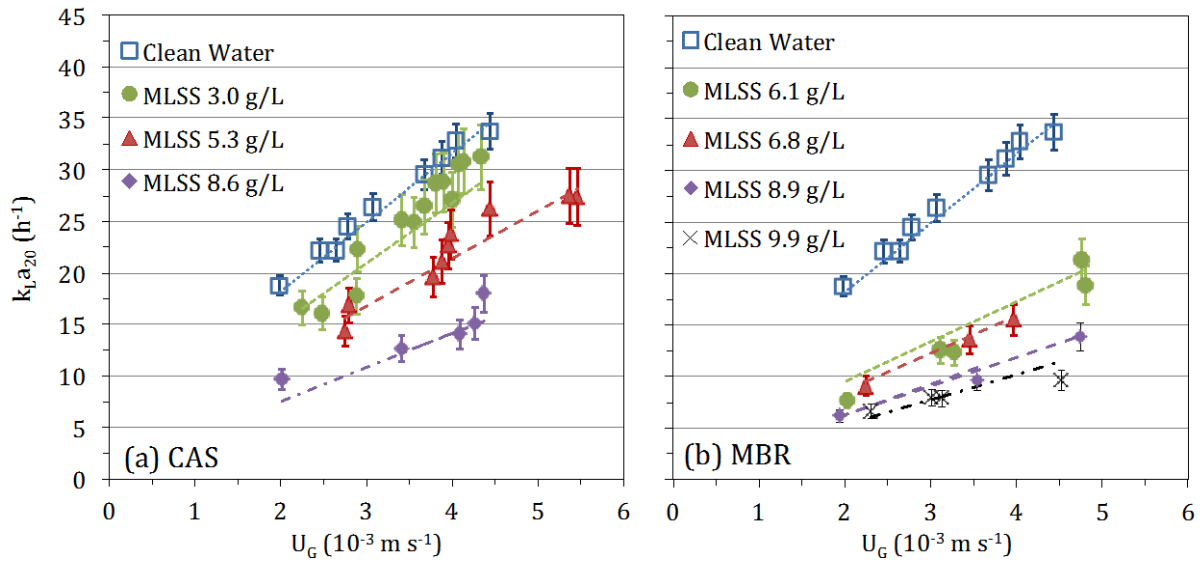 45
40
35
30
25
20
15
10
5
0
kLa20 (h-1)
Clean Water
MLSS 3.0 g/L
MLSS 5.3 g/L
MLSS 8.6 g/L
(a) CAS
0 1 2 3 4 5 6
UG (10-3 m s-1)
Clean Water
MLSS 6.1 g/L
MLSS 6.8 g/L
MLSS 8.9 g/L
MLSS 9.9 g/L
(b) MBR
0 1 2 3 4 5 6
UG (10-3 m s-1)